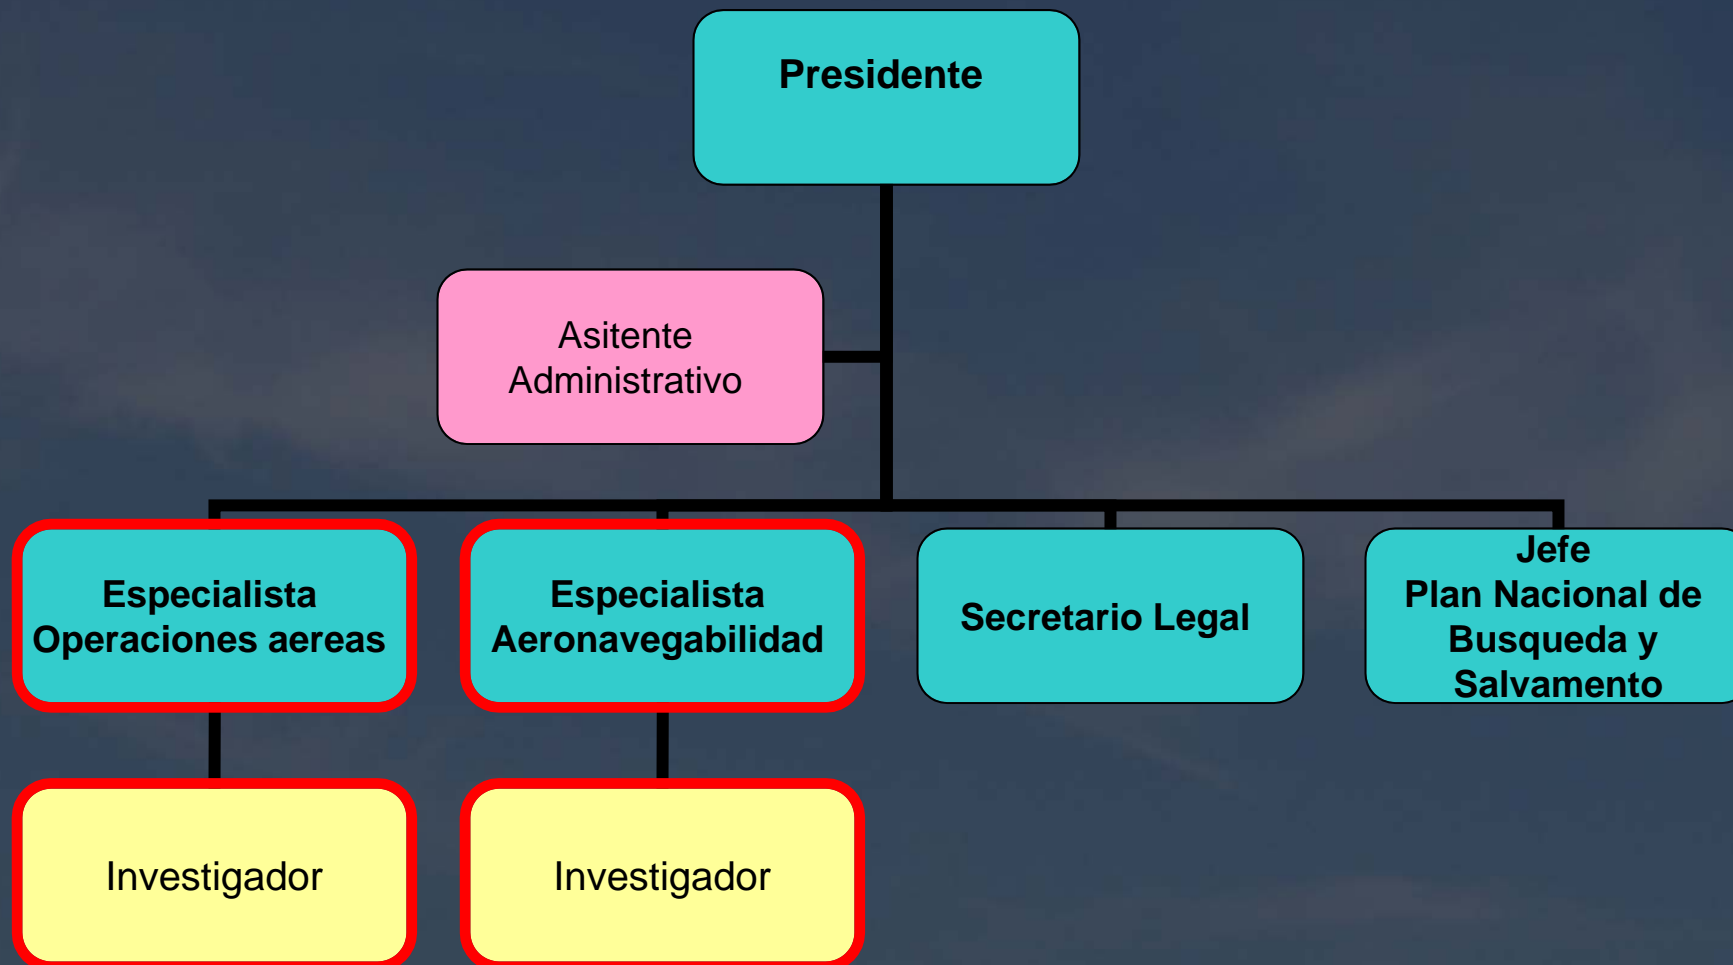 Presidente
Asitente
Administrativo
Especialista
Operaciones aereas
Especialista
Aeronavegabilidad
Secretario Legal
Jefe
Plan Nacional de
Busqueda y
Salvamento
Investigador
Investigador